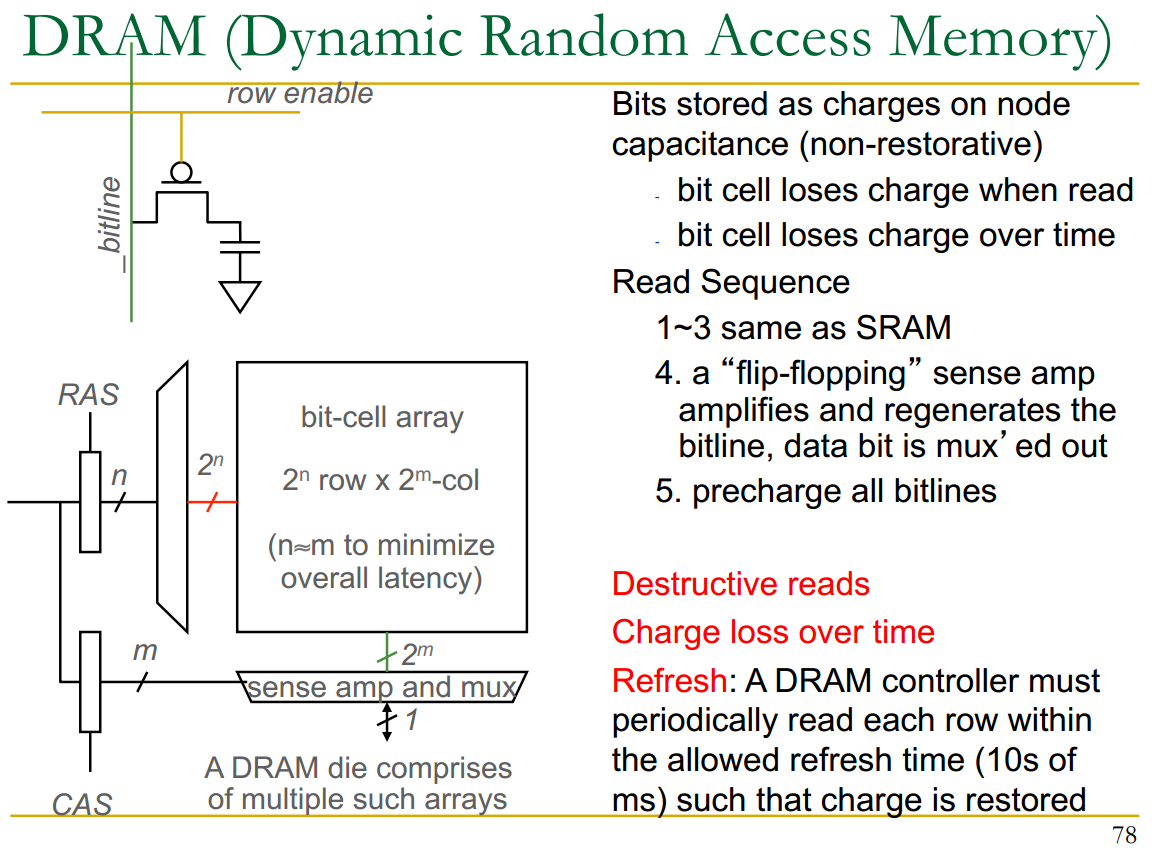 DRAM (Dynamic Random Access Memory)
row enable
_bitline
RAS
n
2ⁿ
bit-cell array
2ⁿ row x 2ᵐ-col
(n≈m to minimize
overall latency)
m
2ᵐ
sense amp and mux
1
A DRAM die comprises
of multiple such arrays
CAS
Bits stored as charges on node
capacitance (non-restorative)
- bit cell loses charge when read
- bit cell loses charge over time
Read Sequence
1~3 same as SRAM
4. a “flip-flopping” sense amp
amplifies and regenerates the
bitline, data bit is mux’ed out
5. precharge all bitlines
Destructive reads
Charge loss over time
Refresh: A DRAM controller must
periodically read each row within
the allowed refresh time (10s of
ms) such that charge is restored
78